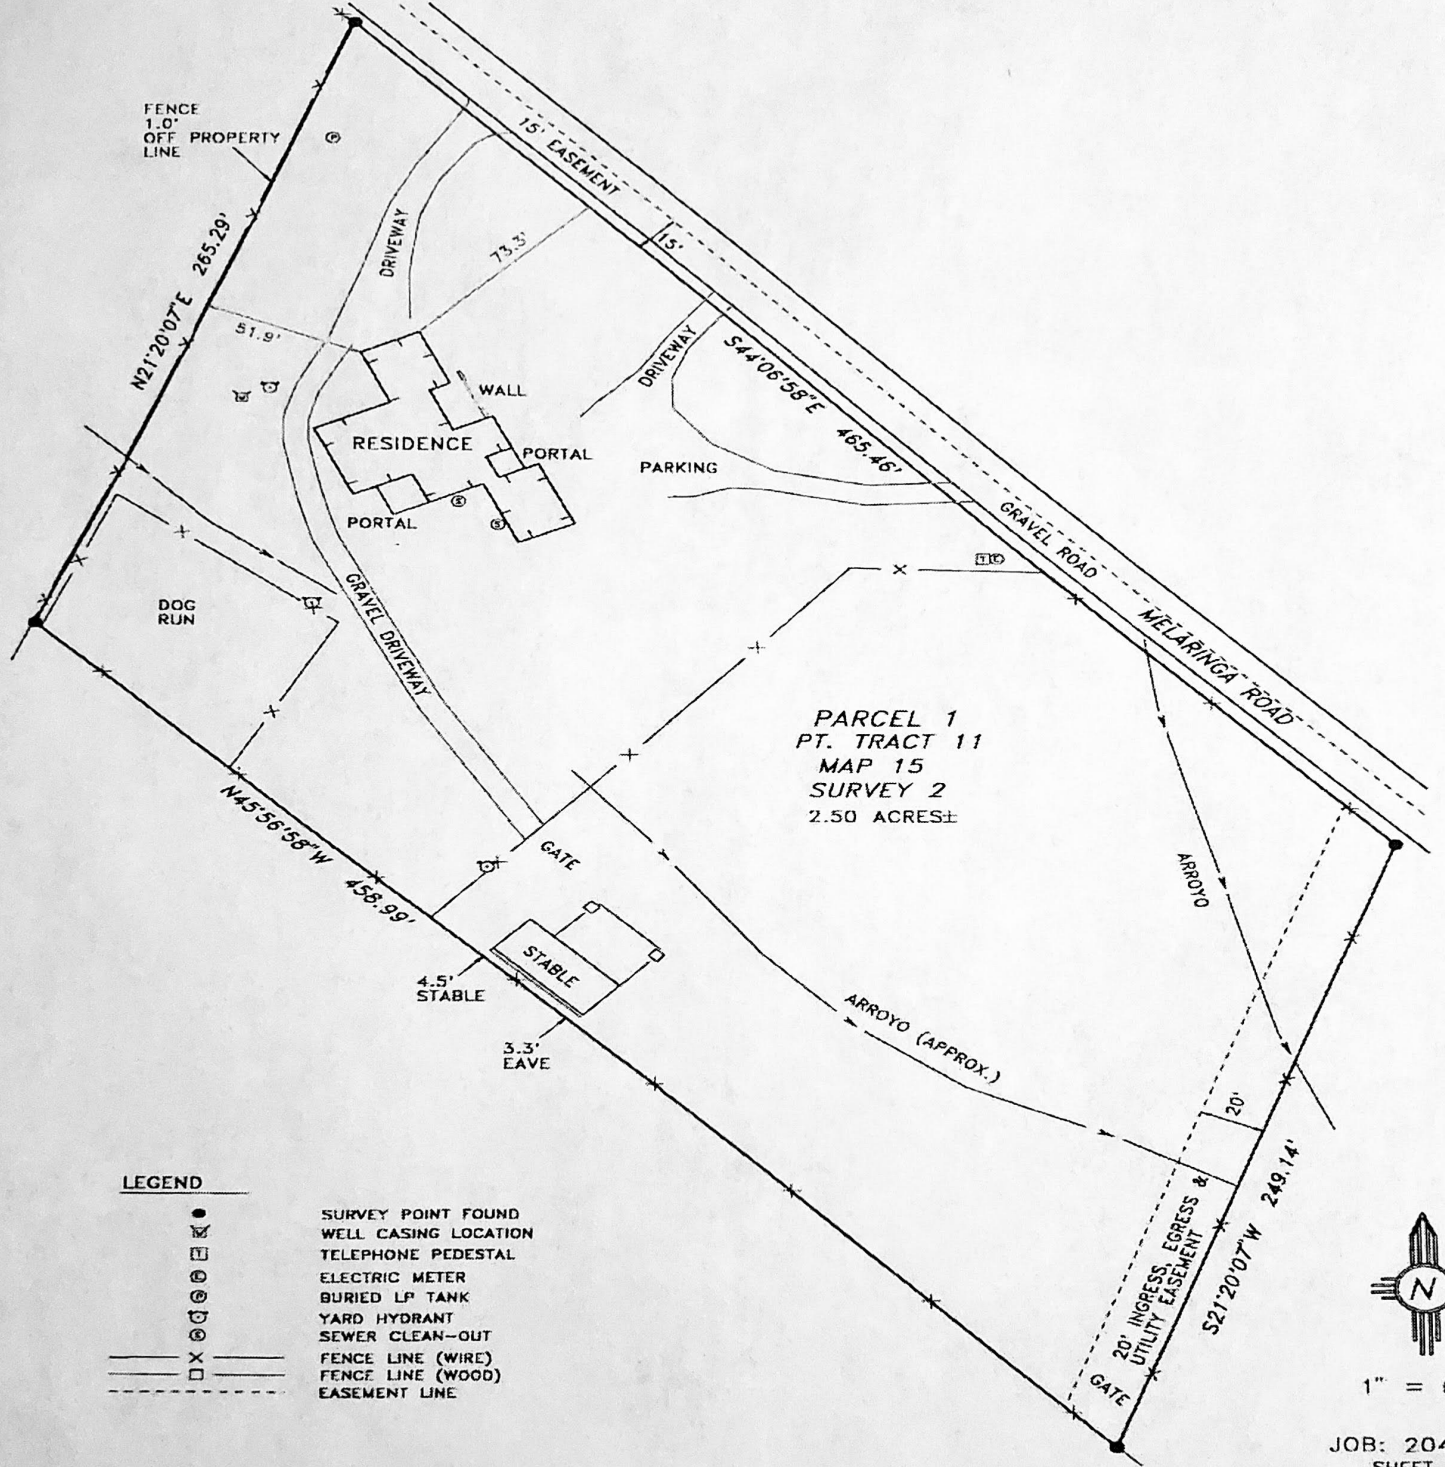 FENCE
1.0'
OFF PROPERTY
LINE
15' EASEMENT
15'
DRIVEWAY
73.3'
N21°20'07"E 265.29'
51.9'
DRIVEWAY
S44°06'58"E 465.46'
WALL
RESIDENCE
PORTAL
PARKING
PORTAL
GRAVEL ROAD
MELARINGA ROAD
DOG
RUN
GRAVEL DRIVEWAY
PARCEL 1
PT. TRACT 11
MAP 15
SURVEY 2
2.50 ACRES±
N45°56'58"W 458.99'
GATE
ARROYO
STABLE
4.5'
STABLE
3.3'
EAVE
ARROYO (APPROX.)
20'
20' INGRESS, EGRESS &
UTILITY EASEMENT
S21°20'07"W 249.14'
GATE
LEGEND
SURVEY POINT FOUND
WELL CASING LOCATION
T TELEPHONE PEDESTAL
E ELECTRIC METER
P BURIED LP TANK
YARD HYDRANT
S SEWER CLEAN-OUT
FENCE LINE (WIRE)
FENCE LINE (WOOD)
EASEMENT LINE
N
1" =
JOB: 204
SHEET